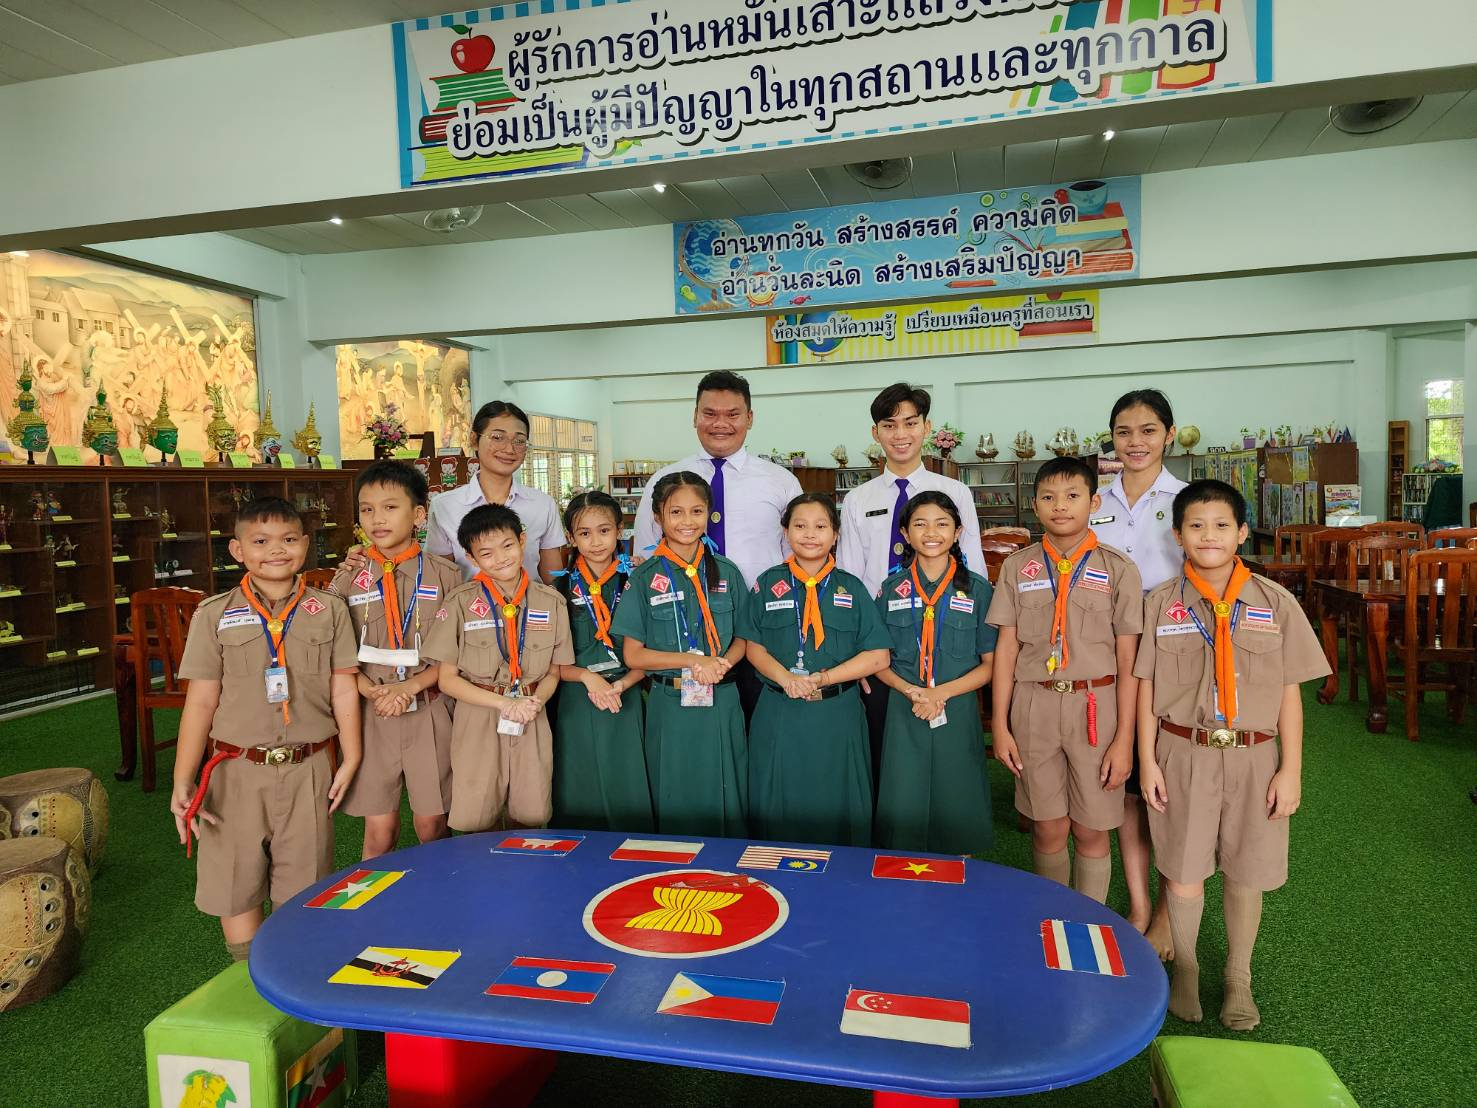 ผู้รักการอ่านหมั่นเสาะแสวงหา
ย่อมเป็นผู้มีปัญญาในทุกสถานและทุกกาล
อ่านทุกวัน สร้างสรรค์ ความคิด
อ่านวันละนิด สร้างเสริมปัญญา
ห้องสมุดให้ความรู้ เปรียบเหมือนครูที่สอนเรา